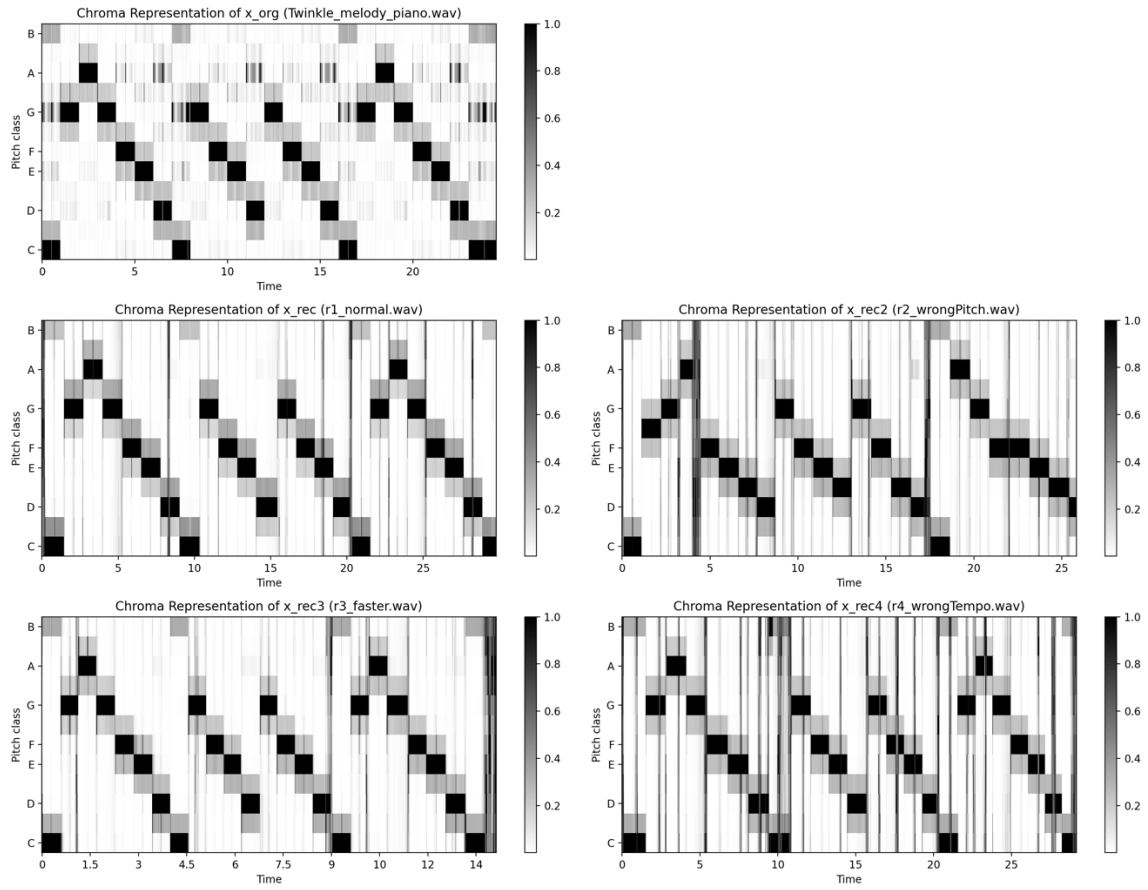 Chroma Representation of x_org (Twinkle_melody_piano.wav)
1.0
0.8
0.6
0.4
0.2
B
A
G
F
E
D
C
Pitch class
0
5
10
15
20
Time
Chroma Representation of x_rec (r1_normal.wav)
1.0
0.8
0.6
0.4
0.2
B
A
G
F
E
D
C
Pitch class
0
5
10
15
20
25
Time
Chroma Representation of x_rec2 (r2_wrongPitch.wav)
1.0
0.8
0.6
0.4
0.2
B
A
G
F
E
D
C
Pitch class
0
5
10
15
20
25
Time
Chroma Representation of x_rec3 (r3_faster.wav)
1.0
0.8
0.6
0.4
0.2
B
A
G
F
E
D
C
Pitch class
0
1.5
3
4.5
6
7.5
9
10
12
14
Time
Chroma Representation of x_rec4 (r4_wrongTempo.wav)
1.0
0.8
0.6
0.4
0.2
B
A
G
F
E
D
C
Pitch class
0
5
10
15
20
25
Time